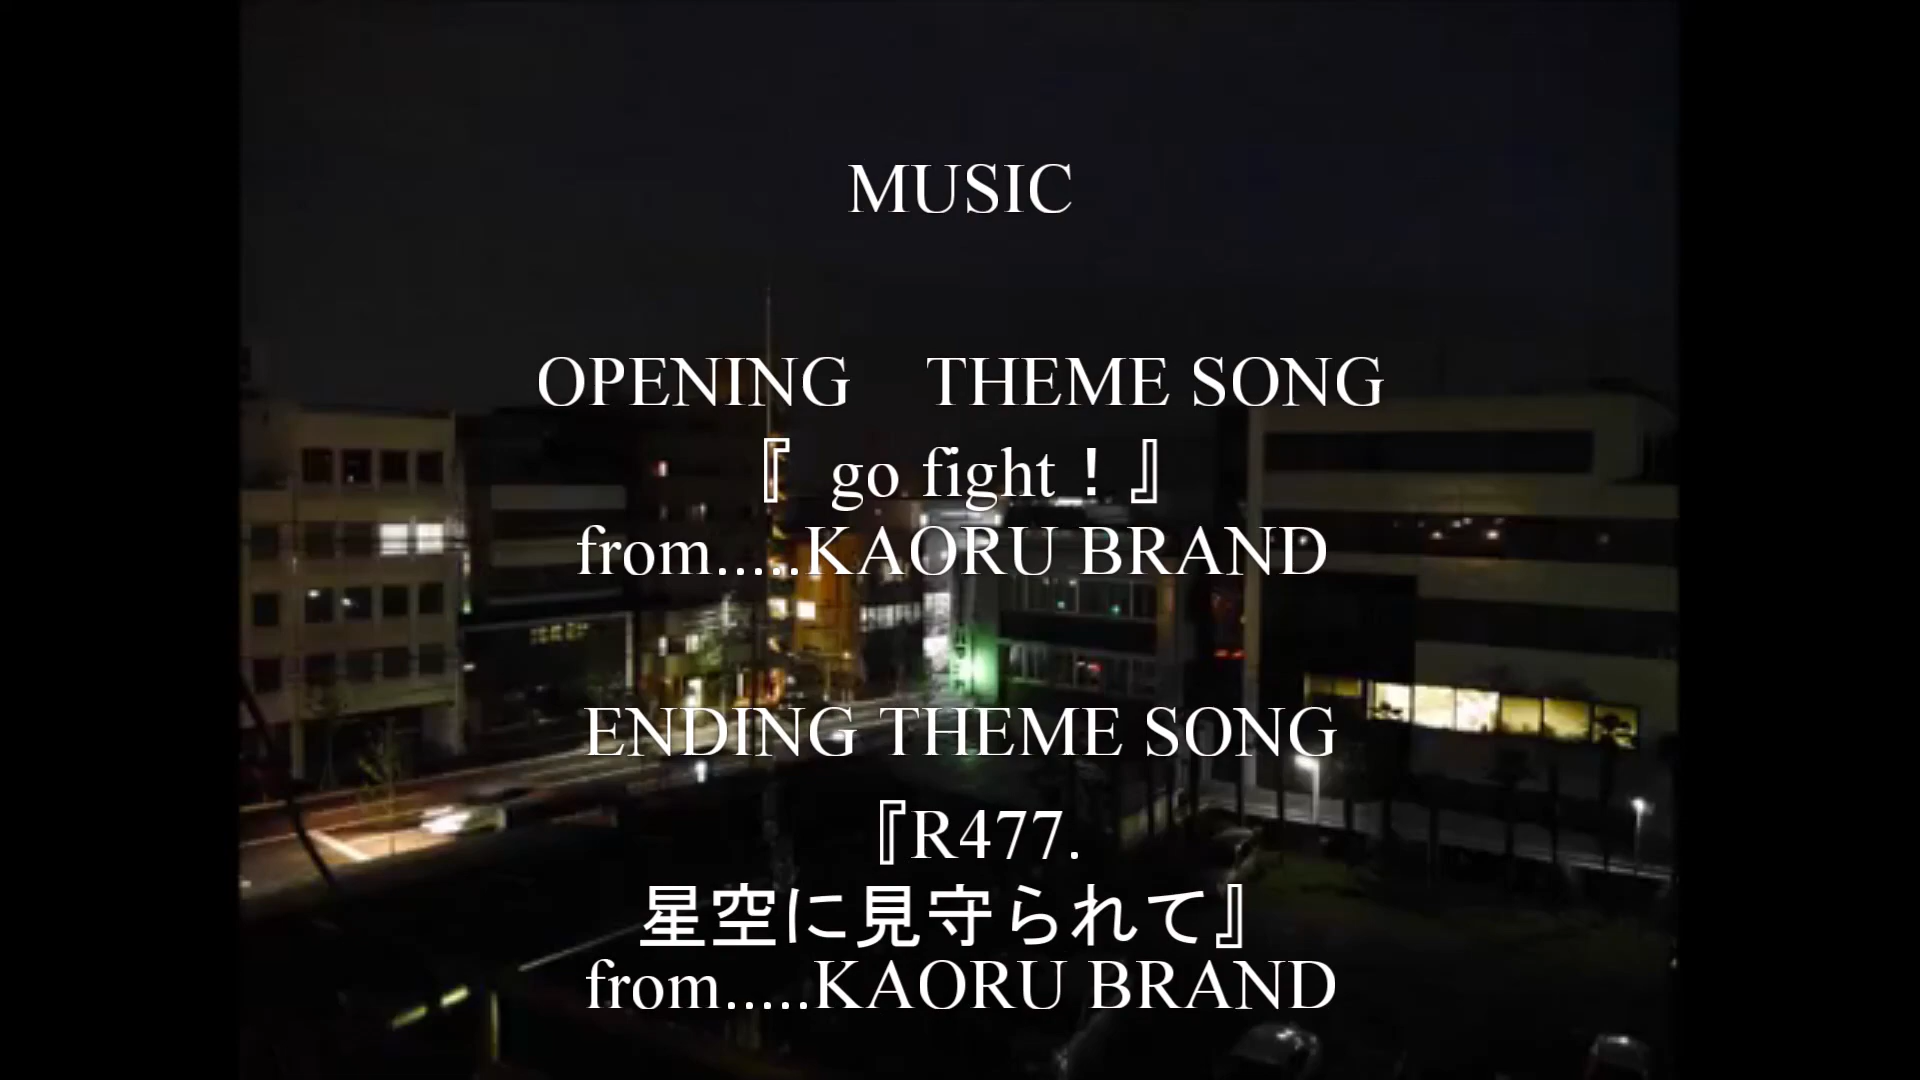 MUSIC
OPENING　THEME SONG
『 go fight！』
from.....KAORU BRAND
ENDING THEME SONG
『R477.
星空に見守られて』
from.....KAORU BRAND